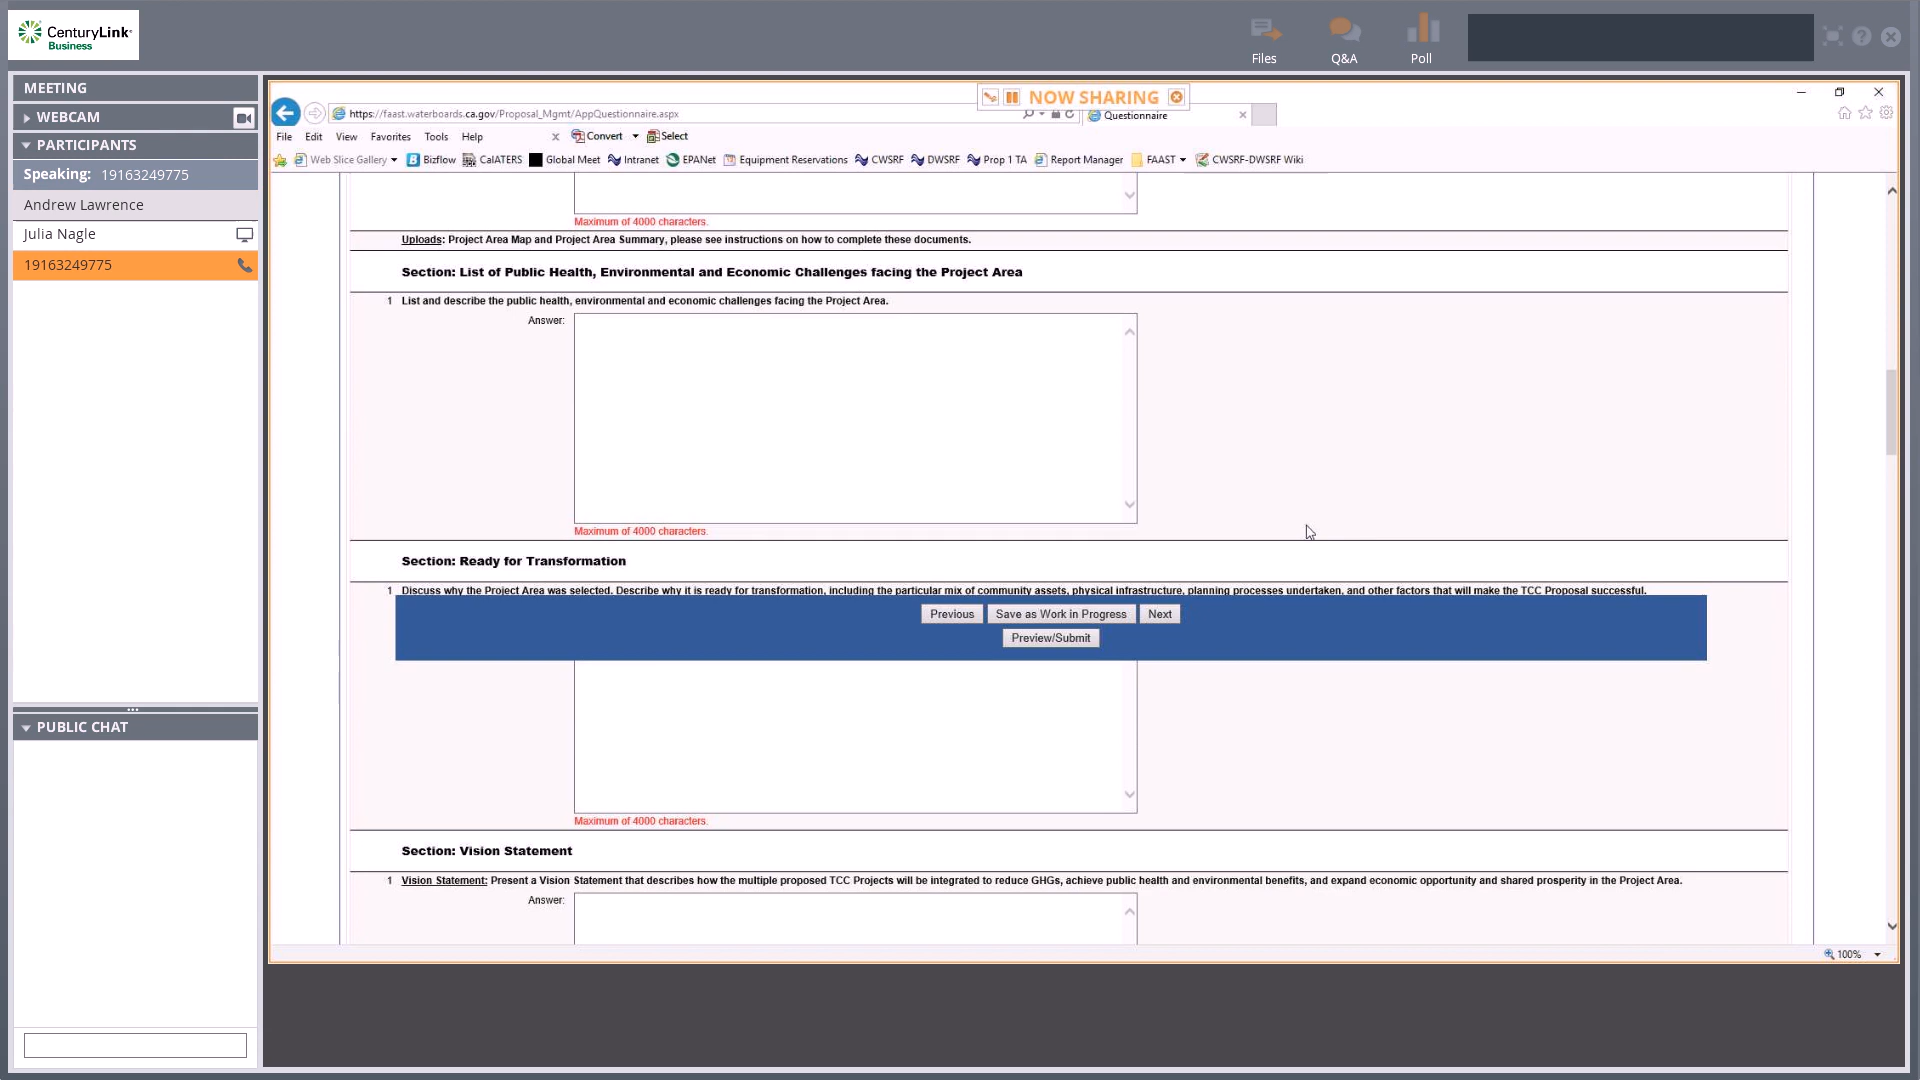 CenturyLink
Business
Files
Q&A
Poll
MEETING
WEBCAM
PARTICIPANTS
Speaking: 19163249775
Andrew Lawrence
Julia Nagle
19163249775
PUBLIC CHAT
NOW SHARING
https://faast.waterboards.ca.gov/Proposal_Mgmt/AppQuestionnaire.aspx
Questionnaire
File Edit View Favorites Tools Help
x Convert Select
Web Slice Gallery Bizflow CalATERS Global Meet Intranet EPANet Equipment Reservations CWSRF DWSRF Prop 1 TA Report Manager FAAST CWSRF-DWSRF Wiki
Maximum of 4000 characters.
Uploads: Project Area Map and Project Area Summary, please see instructions on how to complete these documents.
Section: List of Public Health, Environmental and Economic Challenges facing the Project Area
1 List and describe the public health, environmental and economic challenges facing the Project Area.
Answer:
Maximum of 4000 characters.
Section: Ready for Transformation
1 Discuss why the Project Area was selected. Describe why it is ready for transformation, including the particular mix of community assets, physical infrastructure, planning processes undertaken, and other factors that will make the TCC Proposal successful.
Previous Save as Work in Progress Next
Preview/Submit
Maximum of 4000 characters.
Section: Vision Statement
1 Vision Statement: Present a Vision Statement that describes how the multiple proposed TCC Projects will be integrated to reduce GHGs, achieve public health and environmental benefits, and expand economic opportunity and shared prosperity in the Project Area.
Answer:
100%